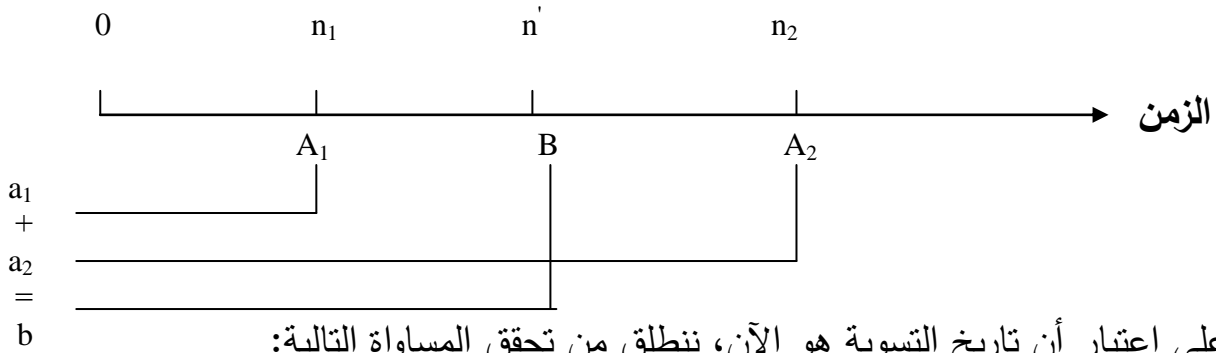 0 n₁ n' n₂
الزمن
A₁ B A₂
a₁
+
a₂
=
b
على اعتبار أن تاريخ التسوية هو الآن، ننطلق من تحقق المساواة التالية: